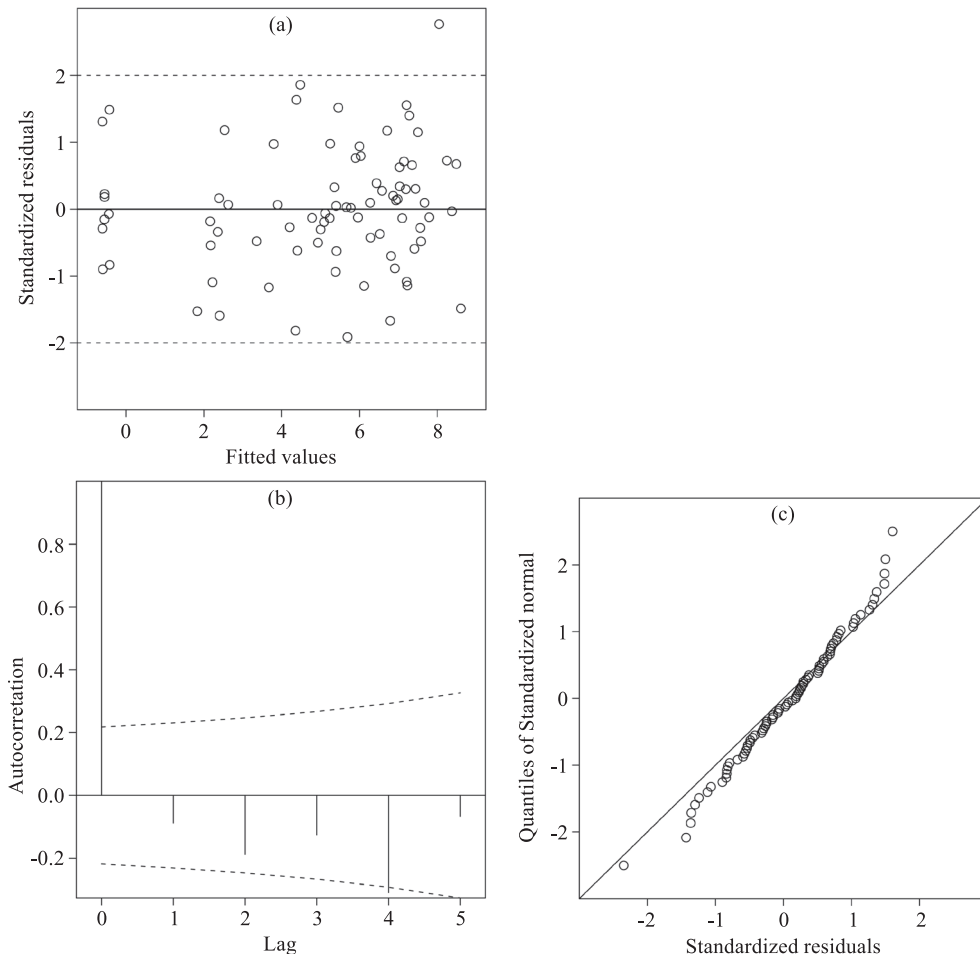 (a)
Standardized residuals
2
1
0
-1
-2
0 2 4 6 8
Fitted values
(b)
Autocorretation
0.8
0.6
0.4
0.2
0.0
-0.2
0 1 2 3 4 5
Lag
(c)
Quantiles of Standardized normal
2
1
0
-1
-2
-2 -1 0 1 2
Standardized residuals